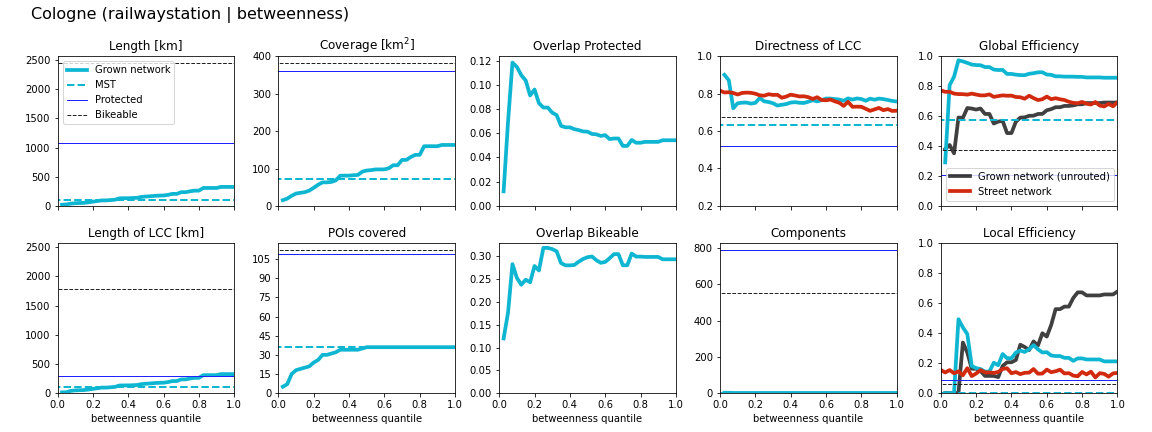 Cologne (railwaystation | betweenness)
Length [km]
2500
2000
1500
1000
500
0
Grown network
MST
Protected
Bikeable
Coverage [km²]
400
300
200
100
0
Overlap Protected
0.12
0.10
0.08
0.06
0.04
0.02
0.00
Directness of LCC
1.0
0.8
0.6
0.4
0.2
Global Efficiency
1.0
0.8
0.6
0.4
0.2
0.0
Grown network (unrouted)
Street network
Length of LCC [km]
2500
2000
1500
1000
500
0
0.0 0.2 0.4 0.6 0.8 1.0
betweenness quantile
POIs covered
105
90
75
60
45
30
15
0
0.0 0.2 0.4 0.6 0.8 1.0
betweenness quantile
Overlap Bikeable
0.30
0.25
0.20
0.15
0.10
0.05
0.00
0.0 0.2 0.4 0.6 0.8 1.0
betweenness quantile
Components
800
600
400
200
0
0.0 0.2 0.4 0.6 0.8 1.0
betweenness quantile
Local Efficiency
1.0
0.8
0.6
0.4
0.2
0.0
0.0 0.2 0.4 0.6 0.8 1.0
betweenness quantile